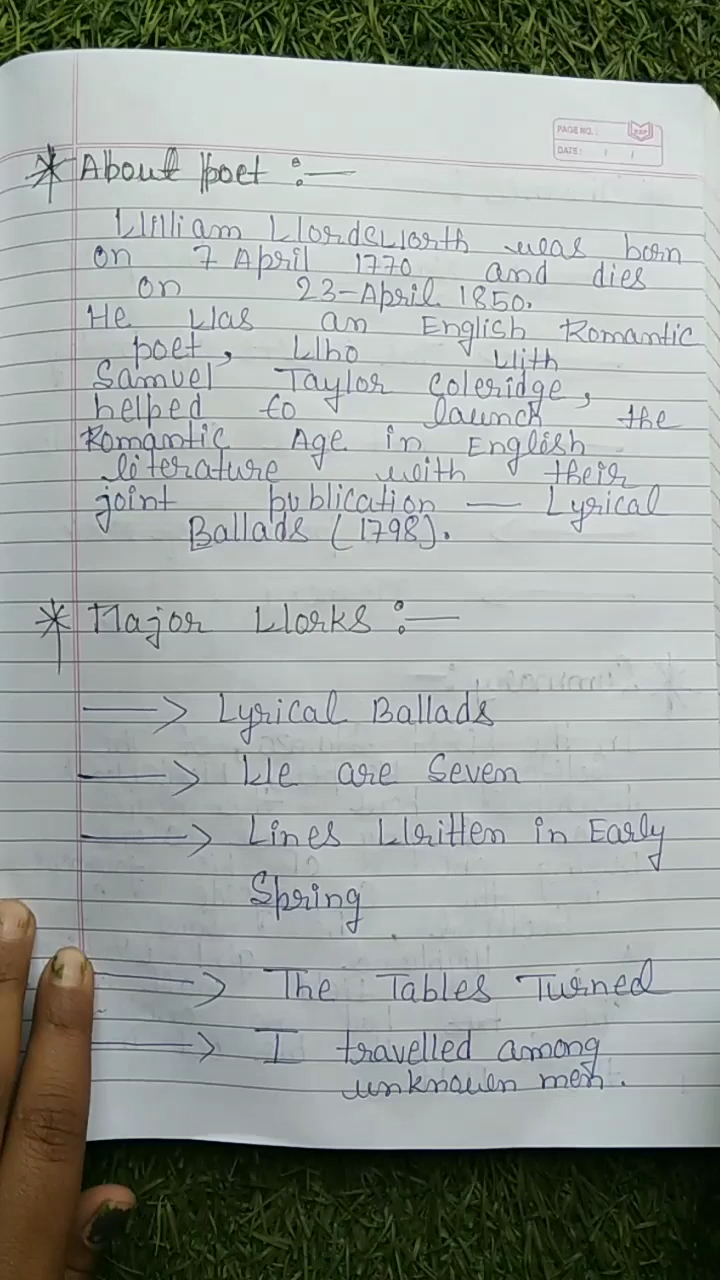 PAGE NO.:
DATE: / /
* About poet :—
William Wordsworth was born
on 7 April 1770 and dies
on 23-April 1850.
He was an English Romantic
poet, Who with
Samuel Taylor Coleridge,
helped to launch the
Romantic Age in English
literature with their
joint publication — Lyrical
Ballads (1798).
* Major Works :—
—> Lyrical Ballads
—> We are Seven
—> Lines Written in Early
Spring
—> The Tables Turned
—> I travelled among
unknown men.